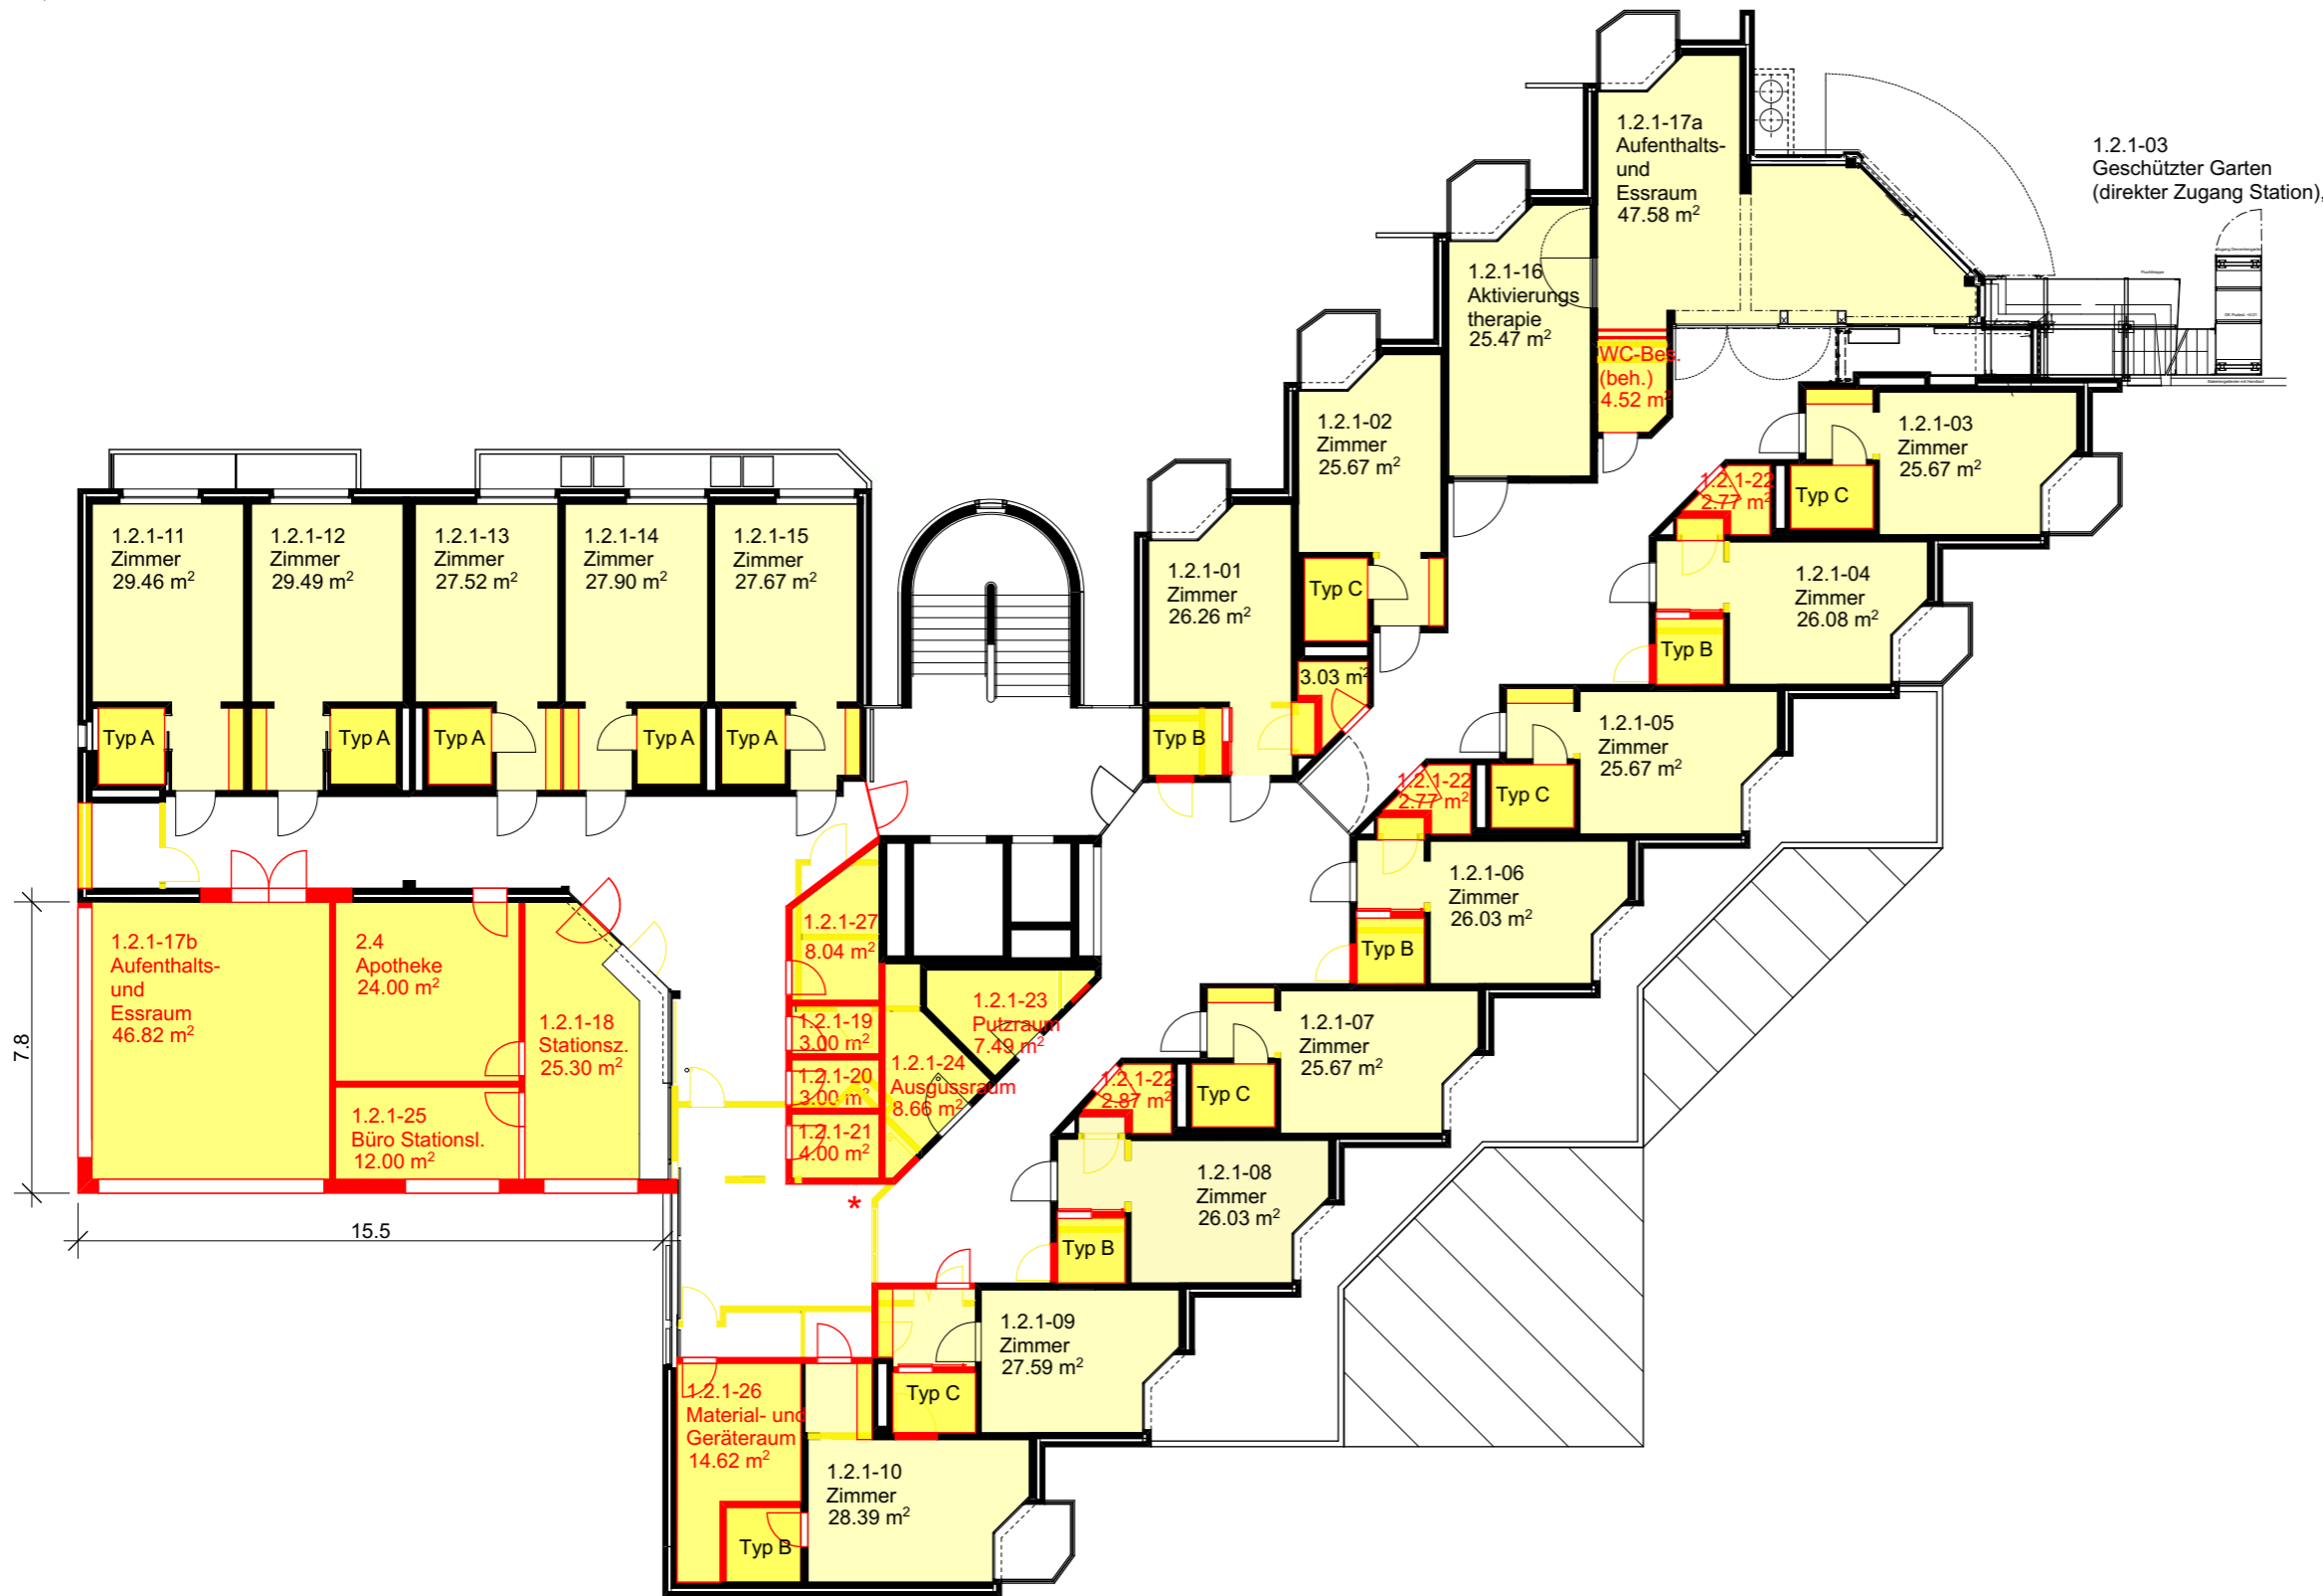 1.2.1-17a
Aufenthalts-
und
Essraum
47.58 m²
1.2.1-03
Geschützter Garten
(direkter Zugang Station),
1.2.1-16
Aktivierungs
therapie
25.47 m²
WC-Bes.
(beh.)
4.52 m²
1.2.1-02
Zimmer
25.67 m²
Typ C
1.2.1-03
Zimmer
25.67 m²
Typ C
1.2.1-22
2.77 m²
1.2.1-11
Zimmer
29.46 m²
1.2.1-12
Zimmer
29.49 m²
1.2.1-13
Zimmer
27.52 m²
1.2.1-14
Zimmer
27.90 m²
1.2.1-15
Zimmer
27.67 m²
Typ A
Typ A
Typ A
Typ A
Typ A
1.2.1-01
Zimmer
26.26 m²
Typ B
3.03 m²
1.2.1-04
Zimmer
26.08 m²
Typ B
1.2.1-05
Zimmer
25.67 m²
Typ C
1.2.1-22
2.77 m²
1.2.1-06
Zimmer
26.03 m²
Typ B
1.2.1-17b
Aufenthalts-
und
Essraum
46.82 m²
2.4
Apotheke
24.00 m²
1.2.1-18
Stationsz.
25.30 m²
1.2.1-25
Büro Stationsl.
12.00 m²
7.8
15.5
1.2.1-27
8.04 m²
1.2.1-19
3.00 m²
1.2.1-20
3.00 m²
1.2.1-21
4.00 m²
*
1.2.1-23
Putzraum
7.49 m²
1.2.1-24
Ausgussraum
8.66 m²
1.2.1-07
Zimmer
25.67 m²
Typ C
1.2.1-22
2.87 m²
1.2.1-08
Zimmer
26.03 m²
Typ B
1.2.1-09
Zimmer
27.59 m²
Typ C
1.2.1-26
Material- und
Geräteraum
14.62 m²
Typ B
1.2.1-10
Zimmer
28.39 m²